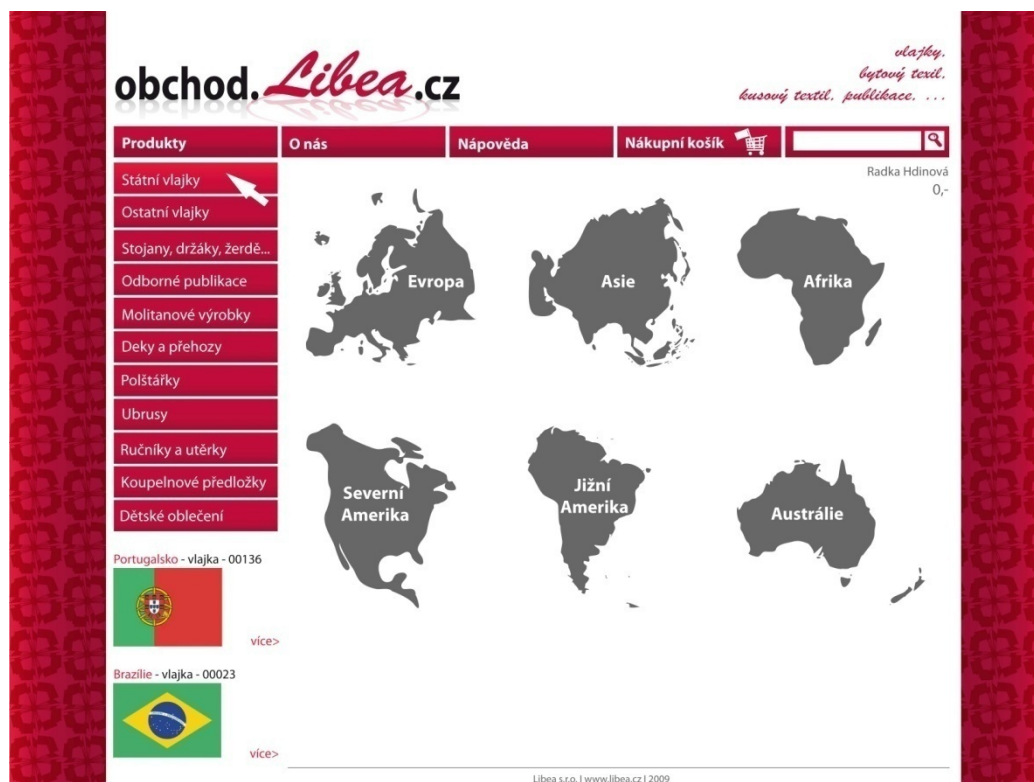 obchod.Libea.cz
vlajky,
bytový texil,
kusový textil, publikace, ...
Produkty
O nás
Nápověda
Nákupní košík
Radka Hdinová
0,-
Státní vlajky
Ostatní vlajky
Stojany, držáky, žerdě...
Odborné publikace
Molitanové výrobky
Deky a přehozy
Polštářky
Ubrusy
Ručníky a utěrky
Koupelnové předložky
Dětské oblečení
Evropa
Asie
Afrika
Severní
Amerika
Jižní
Amerika
Austrálie
Portugalsko - vlajka - 00136
více>
Brazílie - vlajka - 00023
více>
Libea s.r.o. | www.libea.cz | 2009